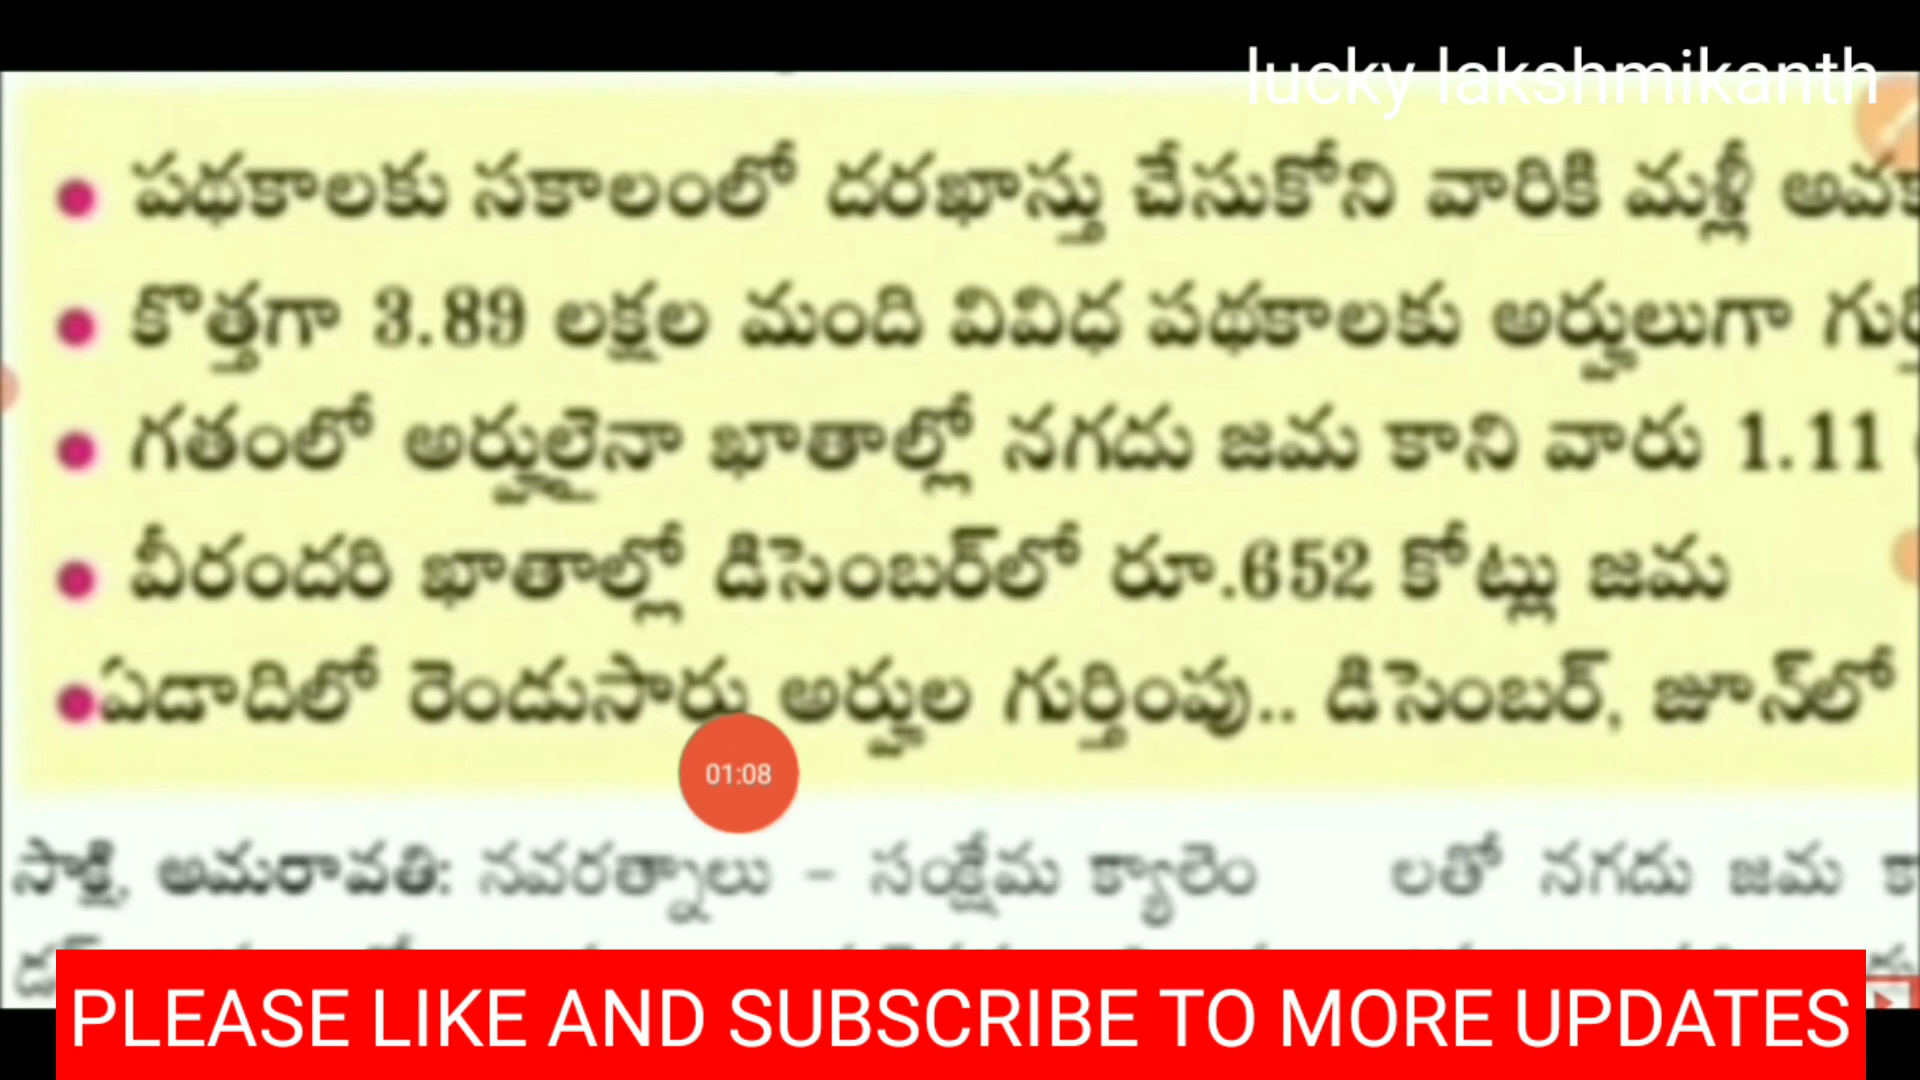 lucky lakshmikanth
• పథకాలకు సకాలంలో దరఖాస్తు చేసుకోని వారికి మళ్లీ
• కొత్తగా 3.89 లక్షల మంది వివిధ పథకాలకు అర్హులుగా
• గతంలో అర్హులైనా ఖాతాల్లో నగదు జమ కాని వారు 1.11
• వీరందరి ఖాతాల్లో డిసెంబర్‌లో రూ.652 కోట్లు జమ
•ఏడాదిలో రెండుసారు అర్హుల గుర్తింపు.. డిసెంబర్, జూన్‌లో
01:08
సాక్షి, అమరావతి: నవరత్నాలు – సంక్షేమ క్యాలెం లతో నగదు జమ
PLEASE LIKE AND SUBSCRIBE TO MORE UPDATES